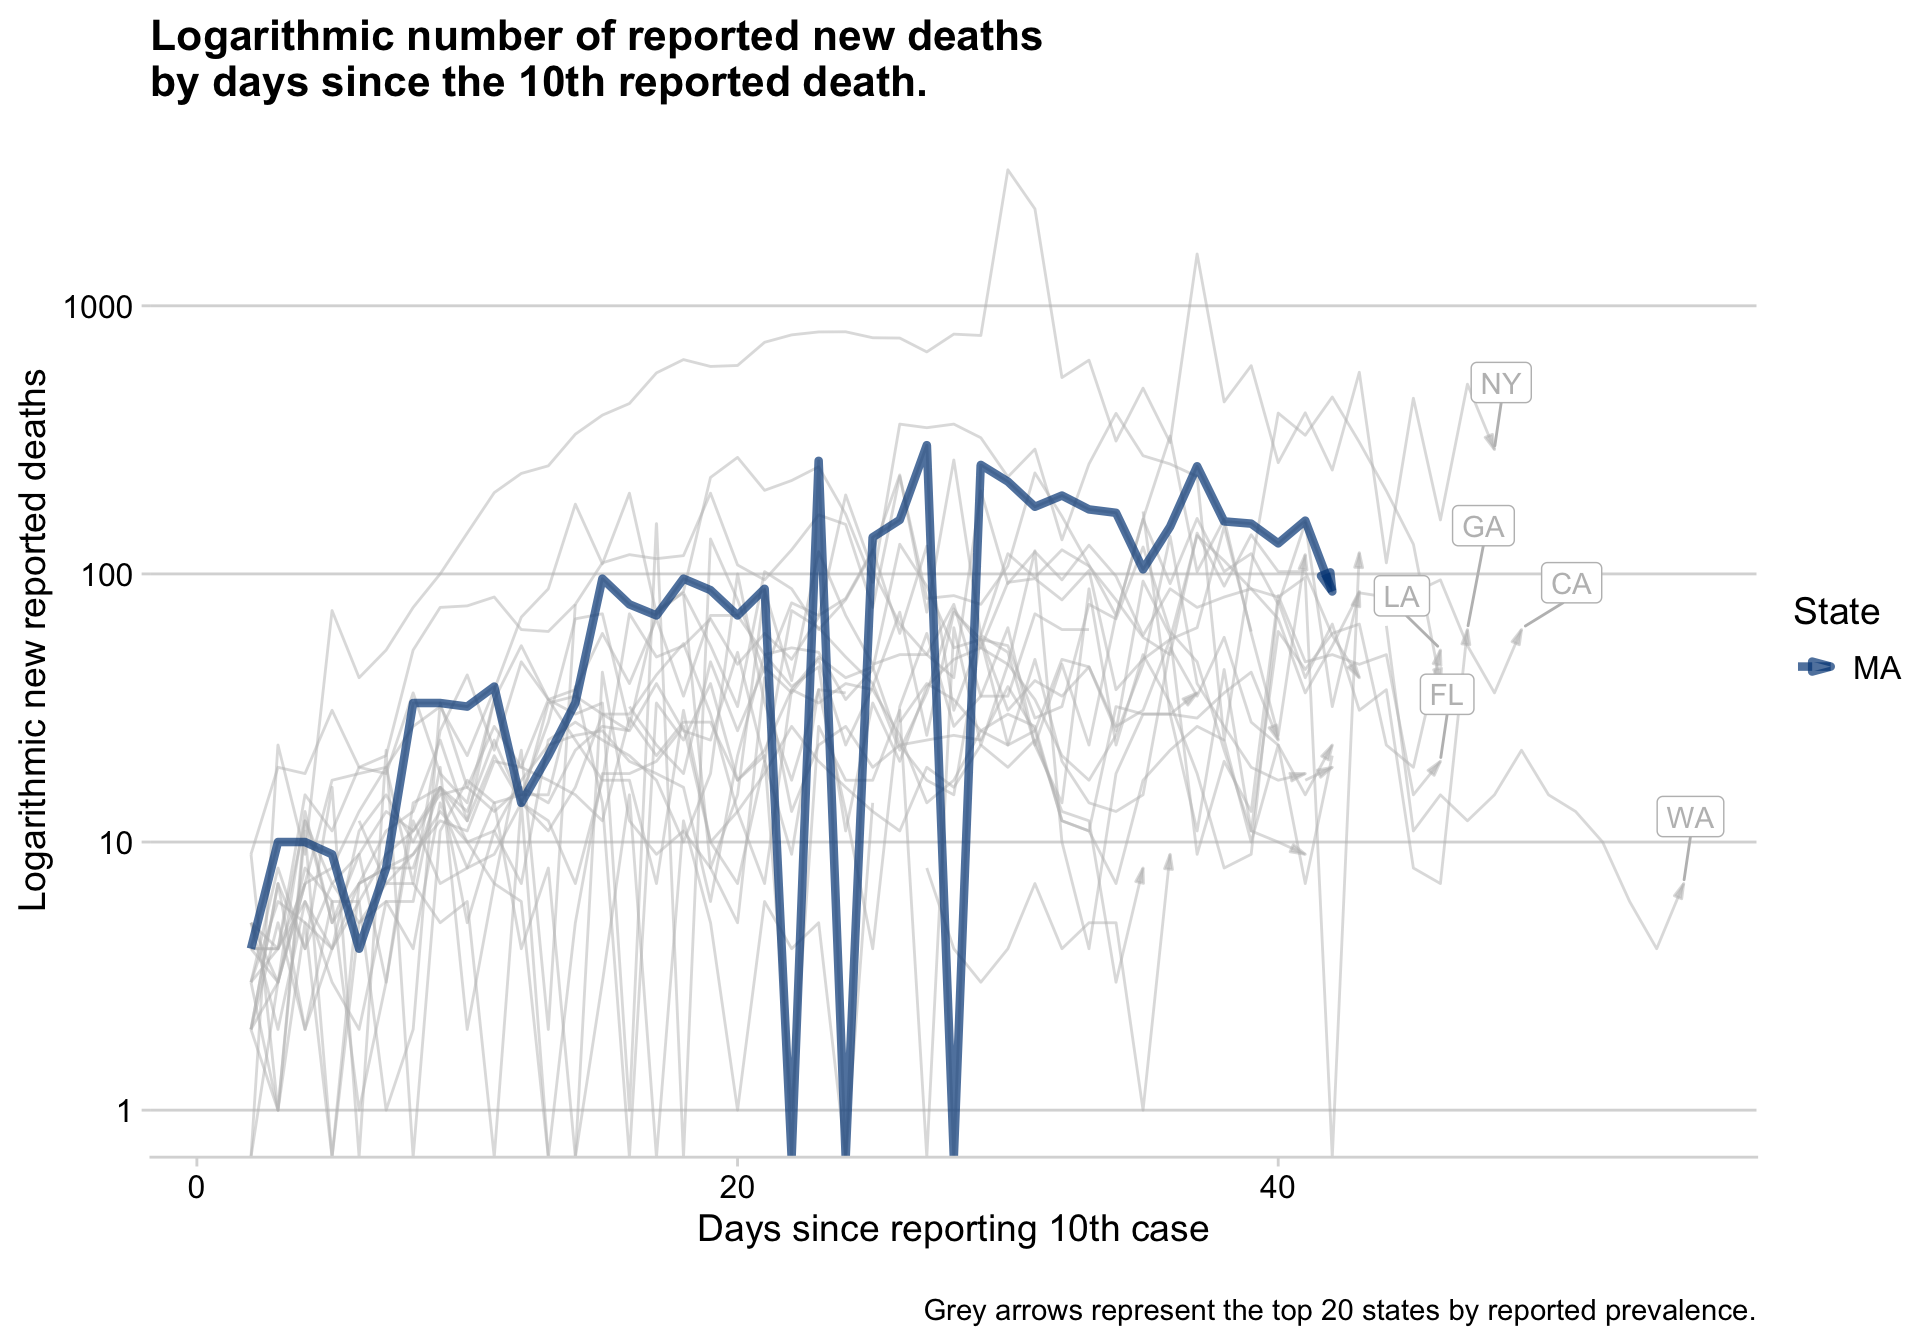 Logarithmic number of reported new deaths
by days since the 10th reported death.
Logarithmic new reported deaths
1000
100
10
1
NY
GA
CA
LA
FL
WA
State
MA
0
20
40
Days since reporting 10th case
Grey arrows represent the top 20 states by reported prevalence.